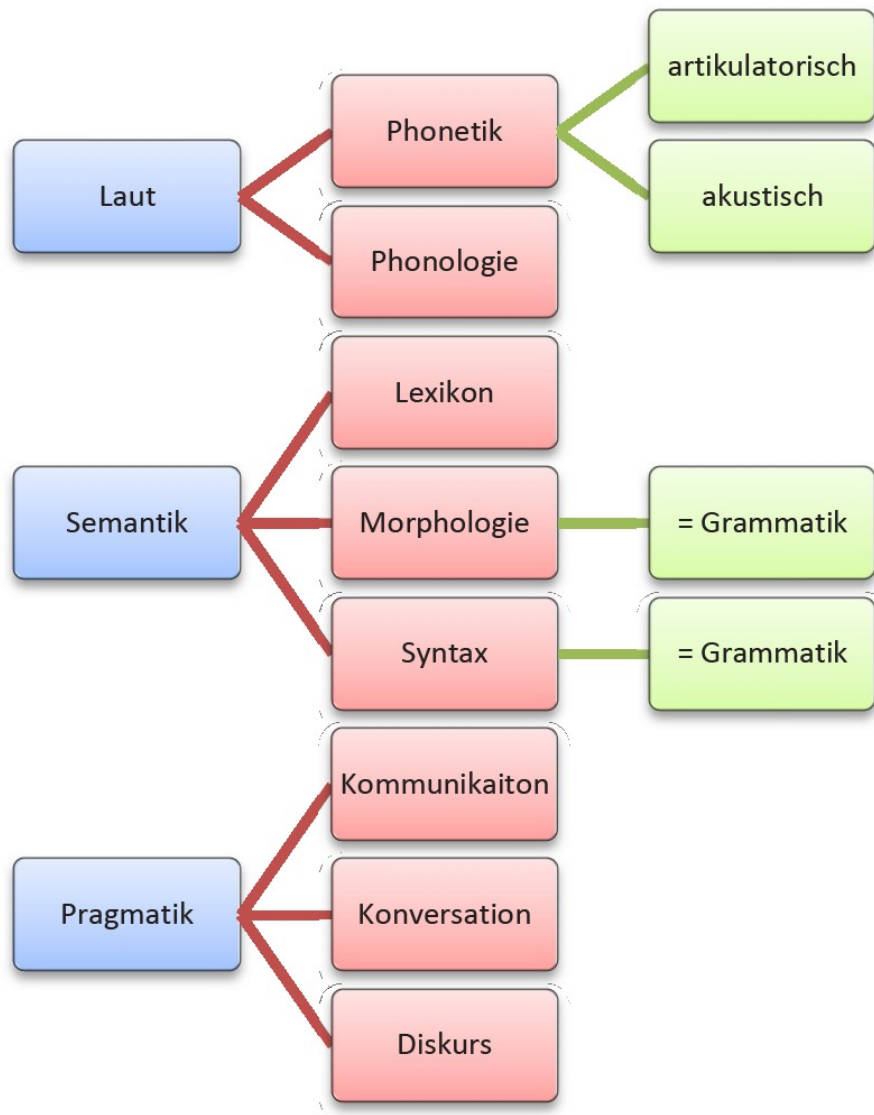 Laut
Phonetik
artikulatorisch
akustisch
Phonologie
Semantik
Lexikon
Morphologie
= Grammatik
Syntax
= Grammatik
Pragmatik
Kommunikaiton
Konversation
Diskurs